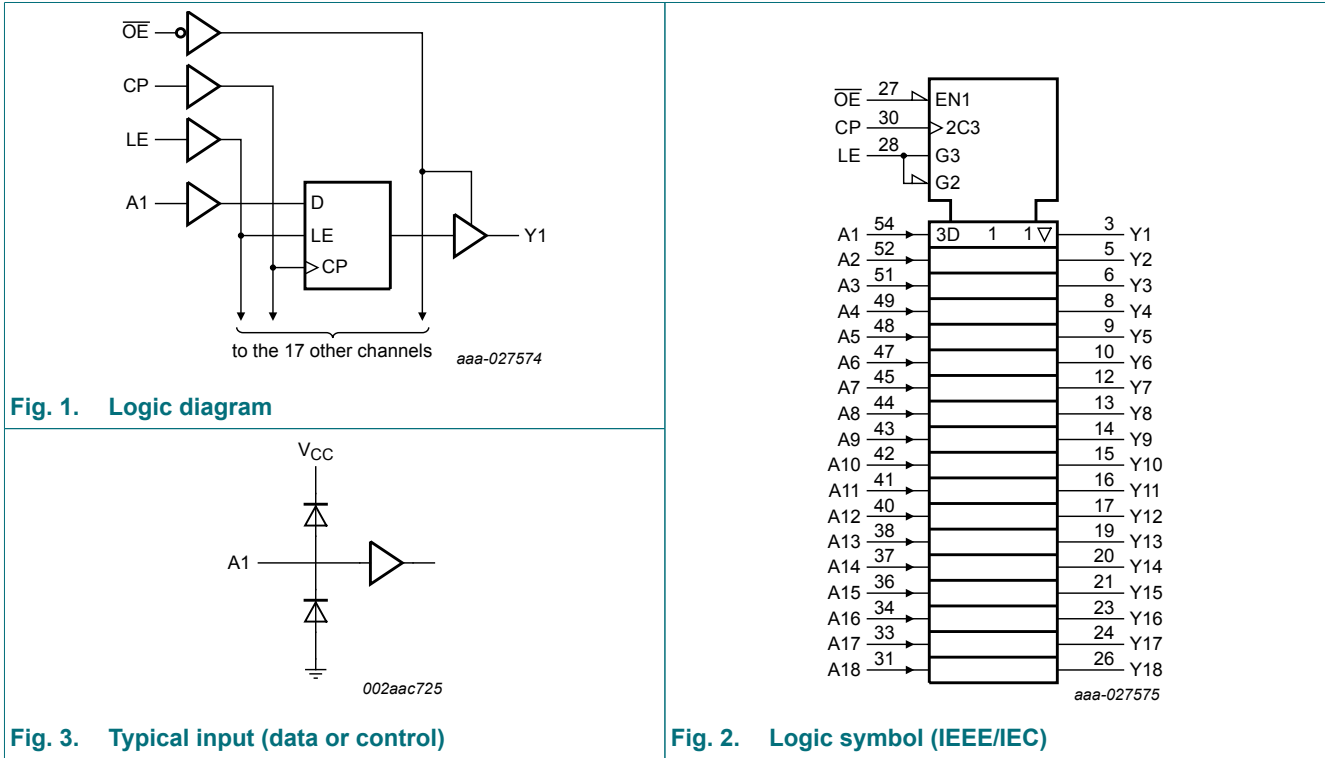 OE
CP
LE
A1
D
LE
CP
Y1
to the 17 other channels
aaa-027574
Fig. 1. Logic diagram
VCC
A1
002aac725
Fig. 3. Typical input (data or control)
OE 27 EN1
CP 30 2C3
LE 28 G3
G2
A1 54 3D 1 1 ▽ 3 Y1
A2 52 5 Y2
A3 51 6 Y3
A4 49 8 Y4
A5 48 9 Y5
A6 47 10 Y6
A7 45 12 Y7
A8 44 13 Y8
A9 43 14 Y9
A10 42 15 Y10
A11 41 16 Y11
A12 40 17 Y12
A13 38 19 Y13
A14 37 20 Y14
A15 36 21 Y15
A16 34 23 Y16
A17 33 24 Y17
A18 31 26 Y18
aaa-027575
Fig. 2. Logic symbol (IEEE/IEC)